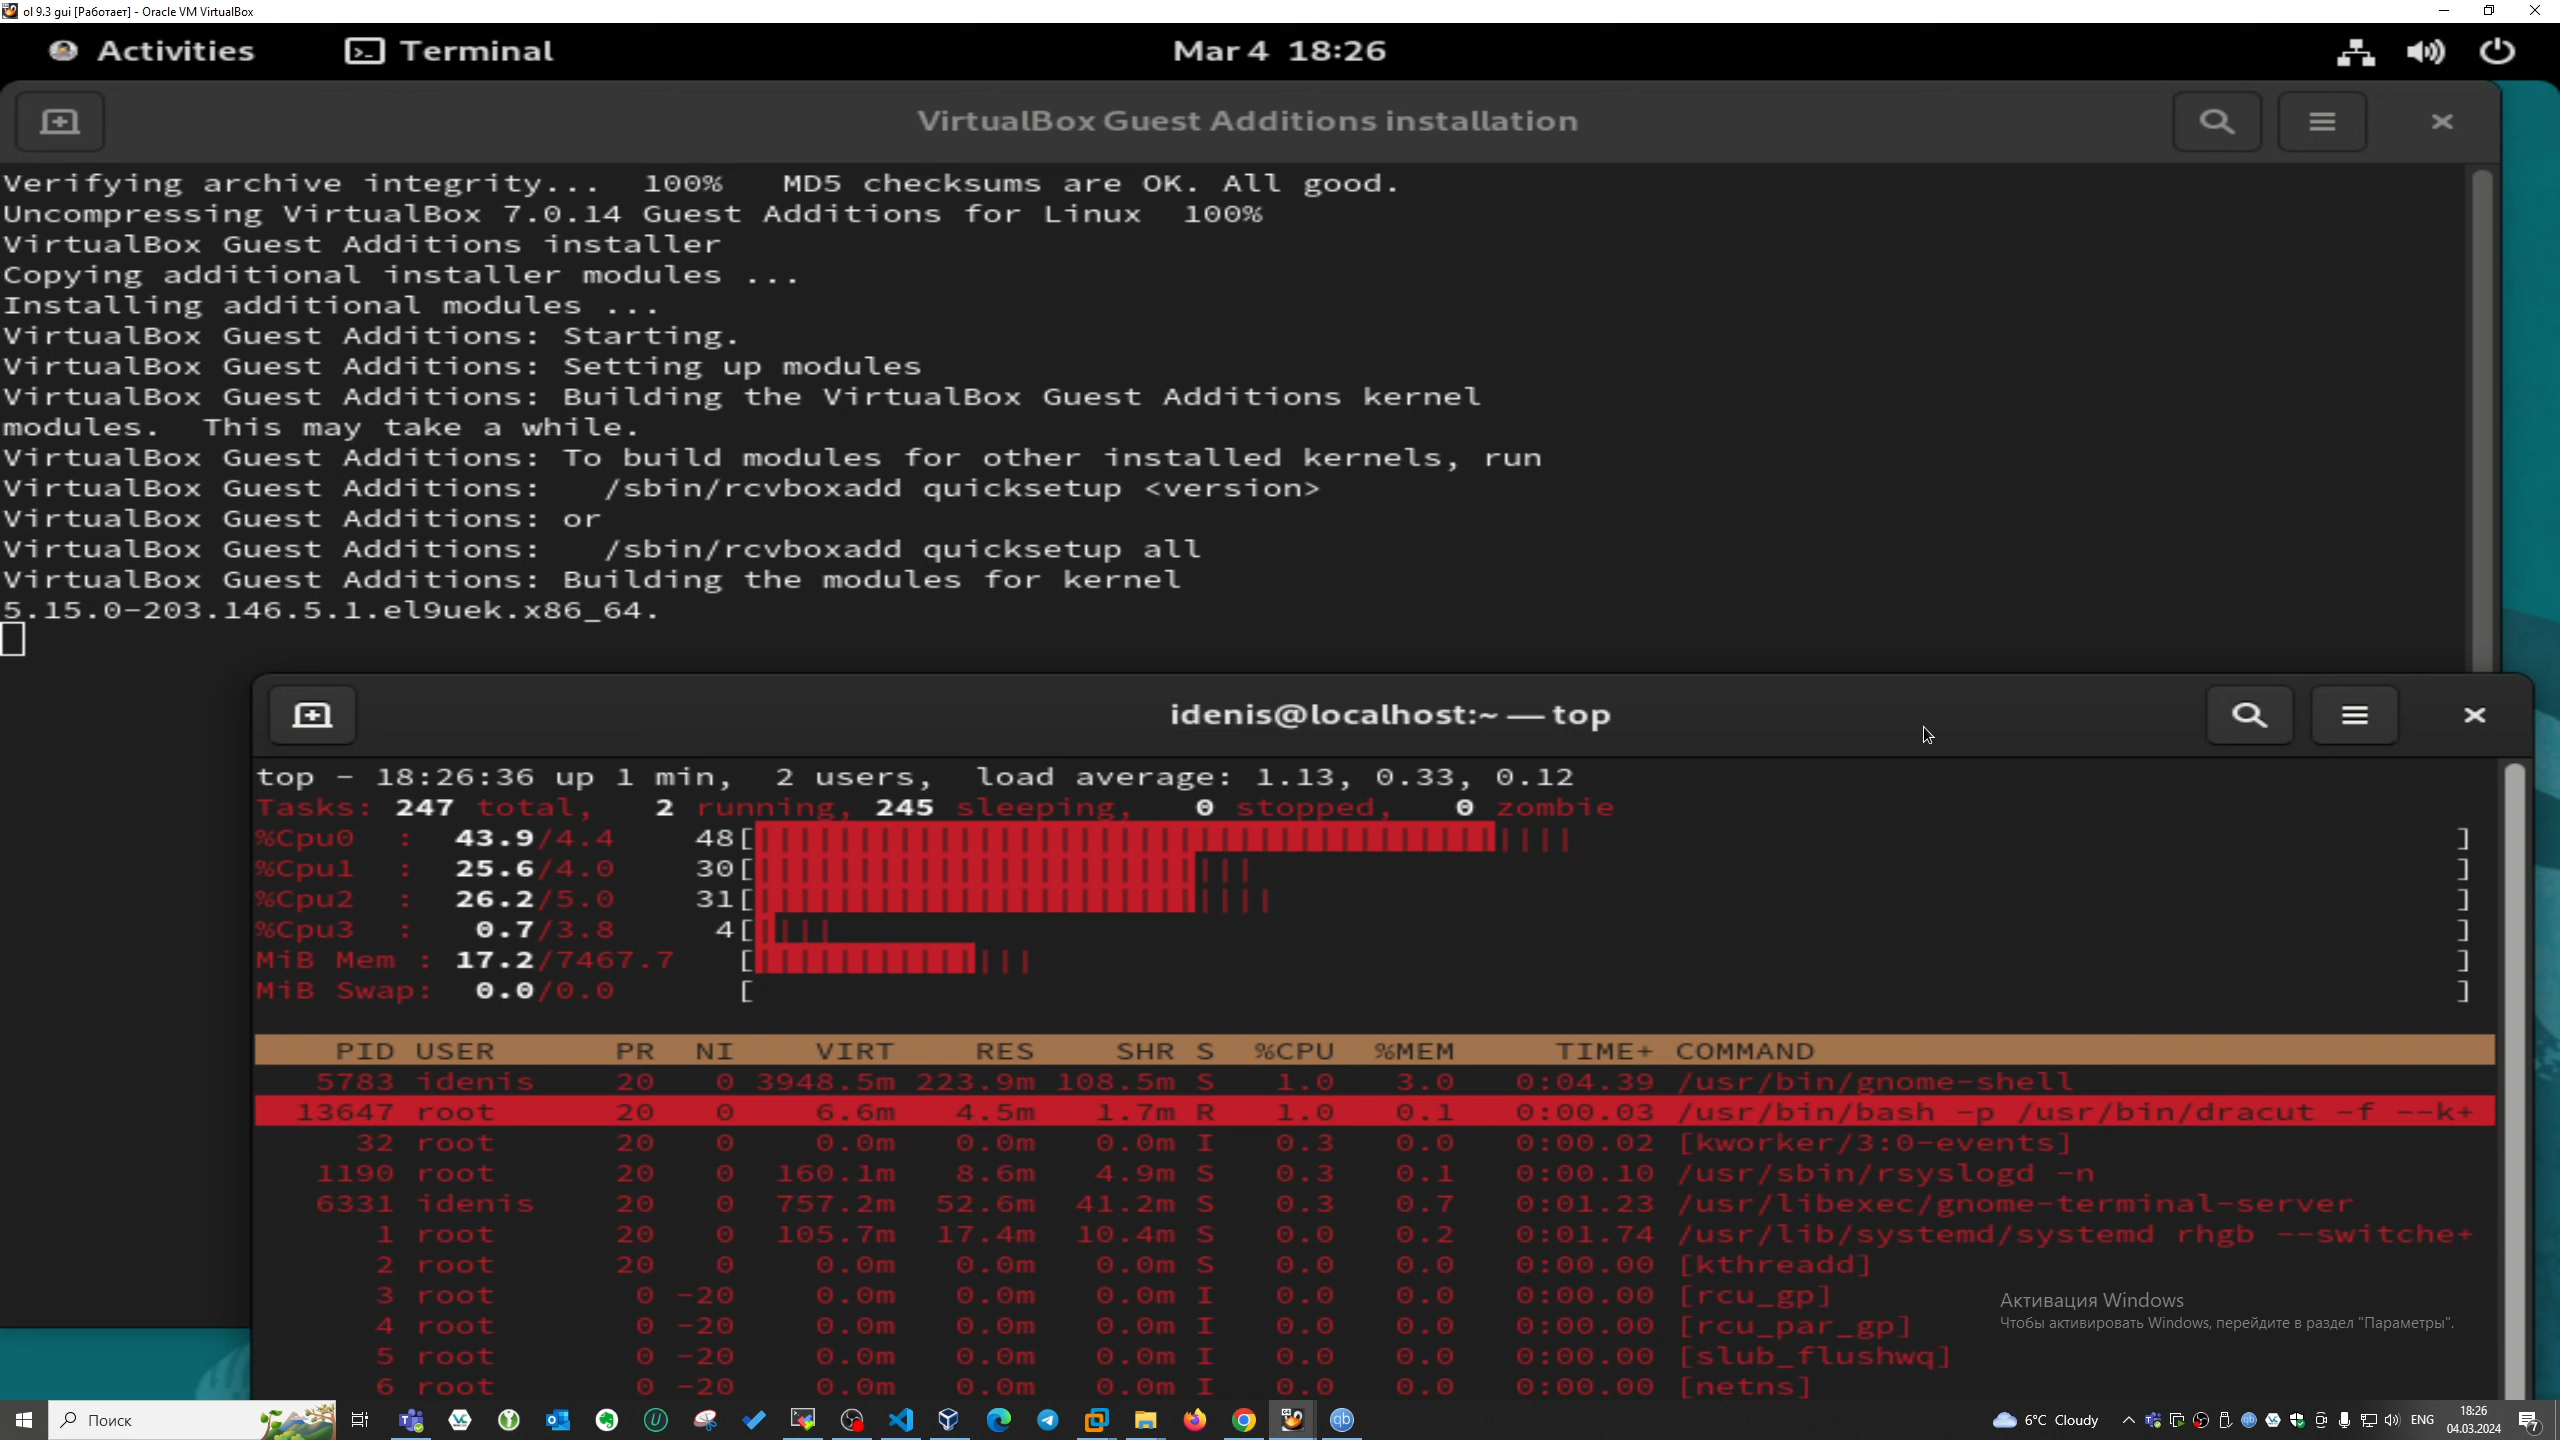 ol 9.3 gui [Работает] - Oracle VM VirtualBox
Activities Terminal Mar 4 18:26
VirtualBox Guest Additions installation
Verifying archive integrity... 100% MD5 checksums are OK. All good.
Uncompressing VirtualBox 7.0.14 Guest Additions for Linux 100%
VirtualBox Guest Additions installer
Copying additional installer modules ...
Installing additional modules ...
VirtualBox Guest Additions: Starting.
VirtualBox Guest Additions: Setting up modules
VirtualBox Guest Additions: Building the VirtualBox Guest Additions kernel
modules. This may take a while.
VirtualBox Guest Additions: To build modules for other installed kernels, run
VirtualBox Guest Additions: /sbin/rcvboxadd quicksetup <version>
VirtualBox Guest Additions: or
VirtualBox Guest Additions: /sbin/rcvboxadd quicksetup all
VirtualBox Guest Additions: Building the modules for kernel
5.15.0-203.146.5.1.el9uek.x86_64.
idenis@localhost:~ — top
top - 18:26:36 up 1 min, 2 users, load average: 1.13, 0.33, 0.12
Tasks: 247 total, 2 running, 245 sleeping, 0 stopped, 0 zombie
%Cpu0 : 43.9/4.4 48[|||| ]
%Cpu1 : 25.6/4.0 30[||| ]
%Cpu2 : 26.2/5.0 31[|||| ]
%Cpu3 : 0.7/3.8 4[||| ]
MiB Mem : 17.2/7467.7 [||| ]
MiB Swap: 0.0/0.0 [ ]
PID USER PR NI VIRT RES SHR S %CPU %MEM TIME+ COMMAND
5783 idenis 20 0 3948.5m 223.9m 108.5m S 1.0 3.0 0:04.39 /usr/bin/gnome-shell
13647 root 20 0 6.6m 4.5m 1.7m R 1.0 0.1 0:00.03 /usr/bin/bash -p /usr/bin/dracut -f --k+
32 root 20 0 0.0m 0.0m 0.0m I 0.3 0.0 0:00.02 [kworker/3:0-events]
1190 root 20 0 160.1m 8.6m 4.9m S 0.3 0.1 0:00.10 /usr/sbin/rsyslogd -n
6331 idenis 20 0 757.2m 52.6m 41.2m S 0.3 0.7 0:01.23 /usr/libexec/gnome-terminal-server
1 root 20 0 105.7m 17.4m 10.4m S 0.0 0.2 0:01.74 /usr/lib/systemd/systemd rhgb --switche+
2 root 20 0 0.0m 0.0m 0.0m S 0.0 0.0 0:00.00 [kthreadd]
3 root 0 -20 0.0m 0.0m 0.0m I 0.0 0.0 0:00.00 [rcu_gp]
4 root 0 -20 0.0m 0.0m 0.0m I 0.0 0.0 0:00.00 [rcu_par_gp]
5 root 0 -20 0.0m 0.0m 0.0m I 0.0 0.0 0:00.00 [slub_flushwq]
6 root 0 -20 0.0m 0.0m 0.0m I 0.0 0.0 0:00.00 [netns]
Активация Windows
Чтобы активировать Windows, перейдите в раздел "Параметры".
Поиск
6°C Cloudy
ENG
18:26
04.03.2024
7